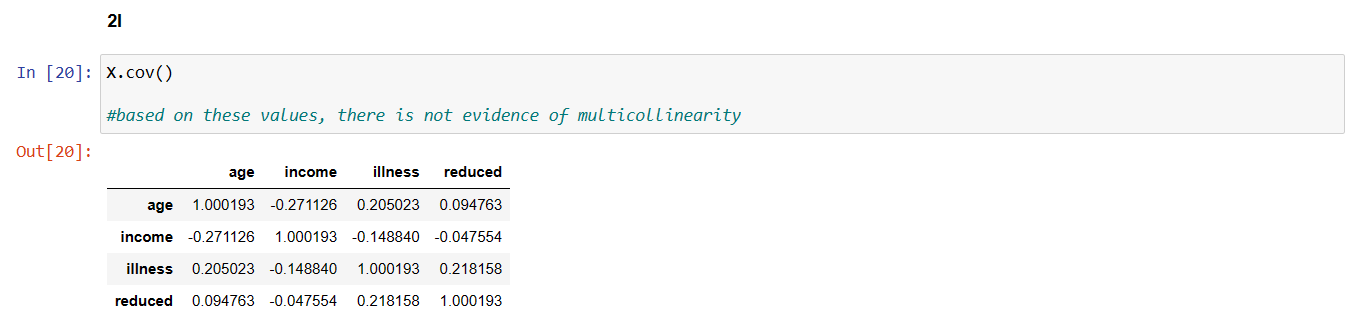 2I
In [20]: X.cov()
#based on these values, there is not evidence of multicollinearity
Out[20]:
age income illness reduced
age 1.000193 -0.271126 0.205023 0.094763
income -0.271126 1.000193 -0.148840 -0.047554
illness 0.205023 -0.148840 1.000193 0.218158
reduced 0.094763 -0.047554 0.218158 1.000193